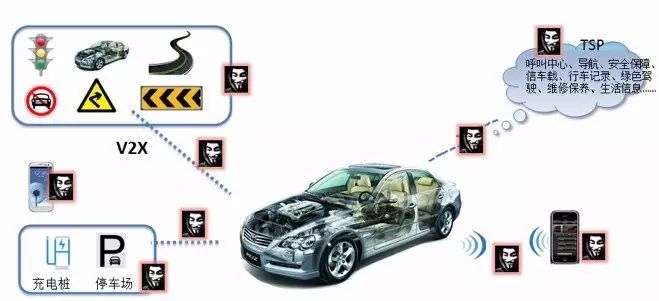 TSP
呼叫中心、导航、安全保障、
信车载、行车记录、绿色驾
驶、维修保养、生活信息......
V2X
P
充电桩 停车场